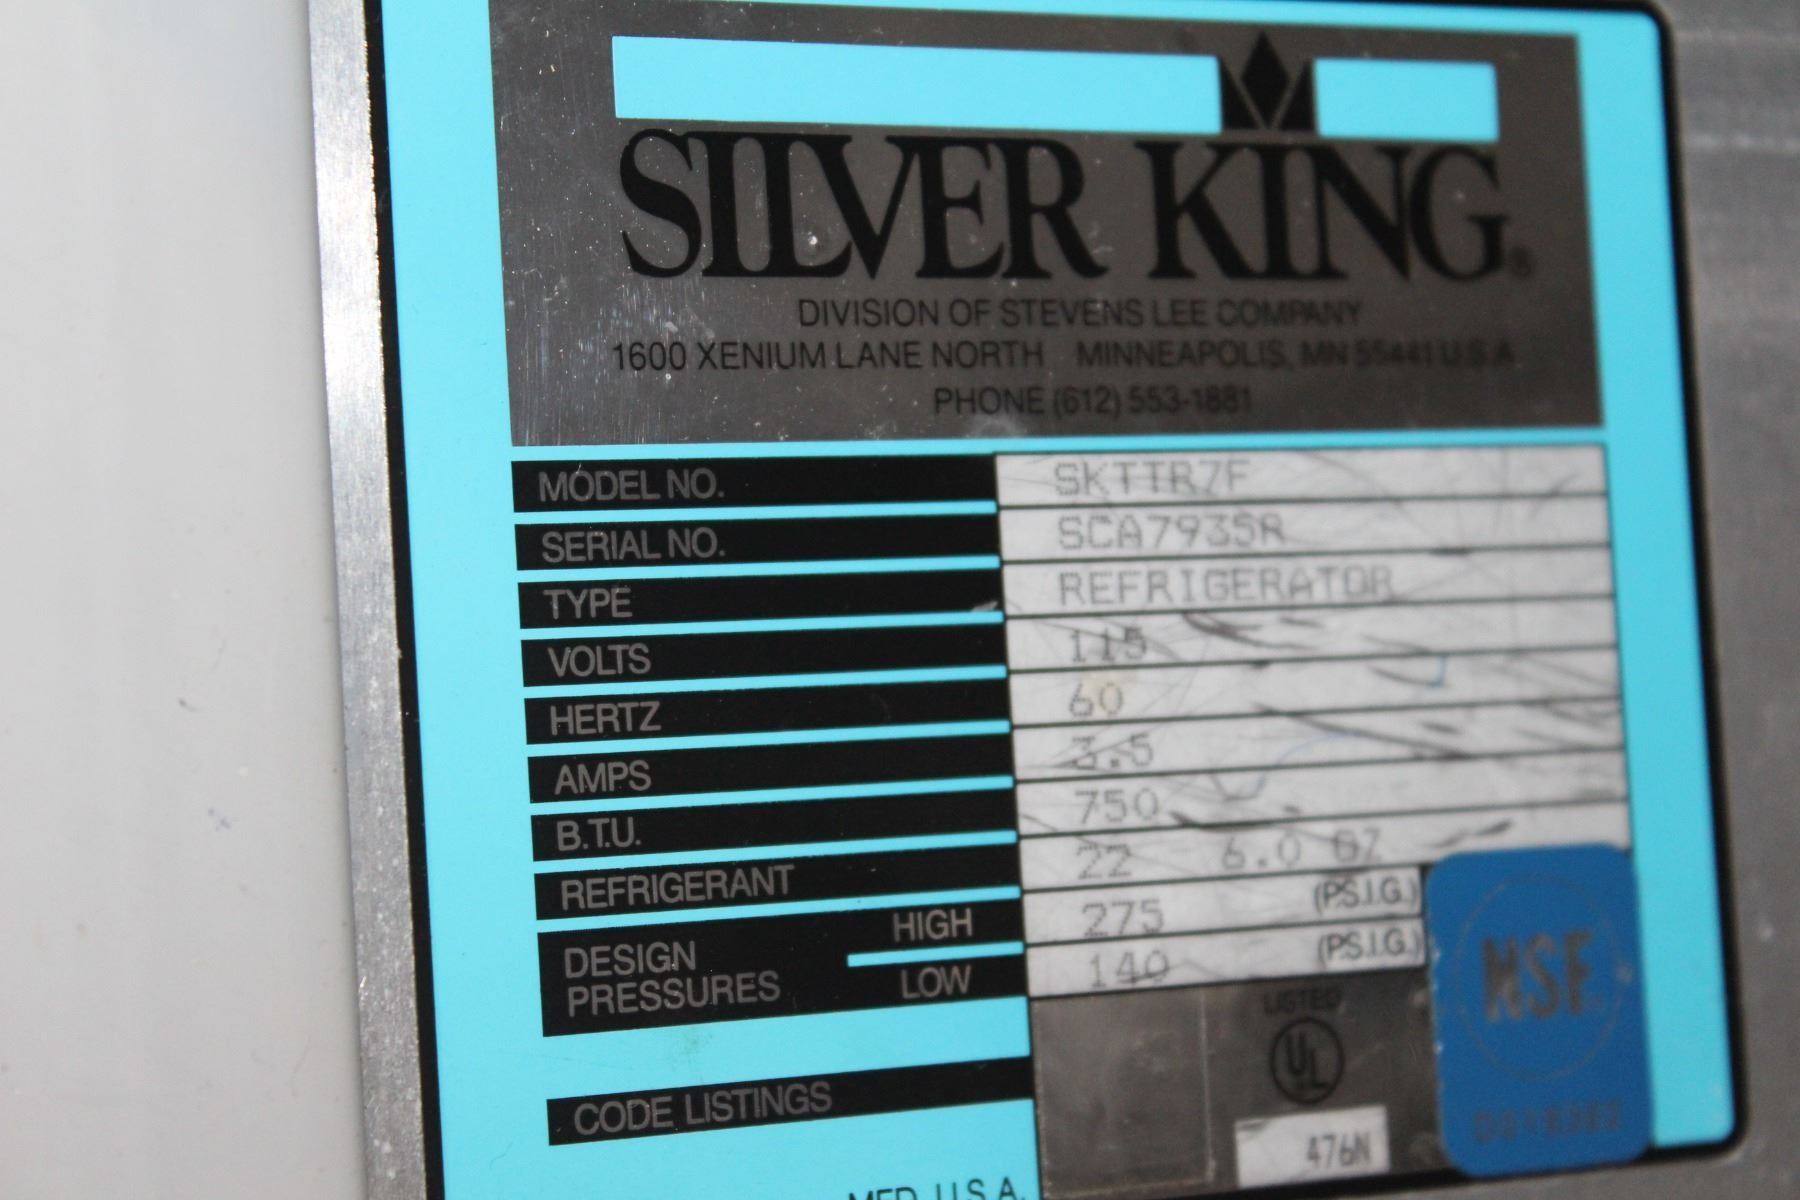 SILVER KING®
DIVISION OF STEVENS LEE COMPANY
1600 XENIUM LANE NORTH MINNEAPOLIS, MN 55441 U.S.A
PHONE (612) 553-1881
MODEL NO. SKTTR7F
SERIAL NO. SCA7935R
TYPE REFRIGERATOR
VOLTS 115
HERTZ 60
AMPS 3.5
B.T.U. 750
REFRIGERANT 22 6.0 OZ
DESIGN PRESSURES HIGH 275 (P.S.I.G.)
LOW 140 (P.S.I.G.)
LISTED
UL
NSF
CODE LISTINGS
476N
MFD. U.S.A.